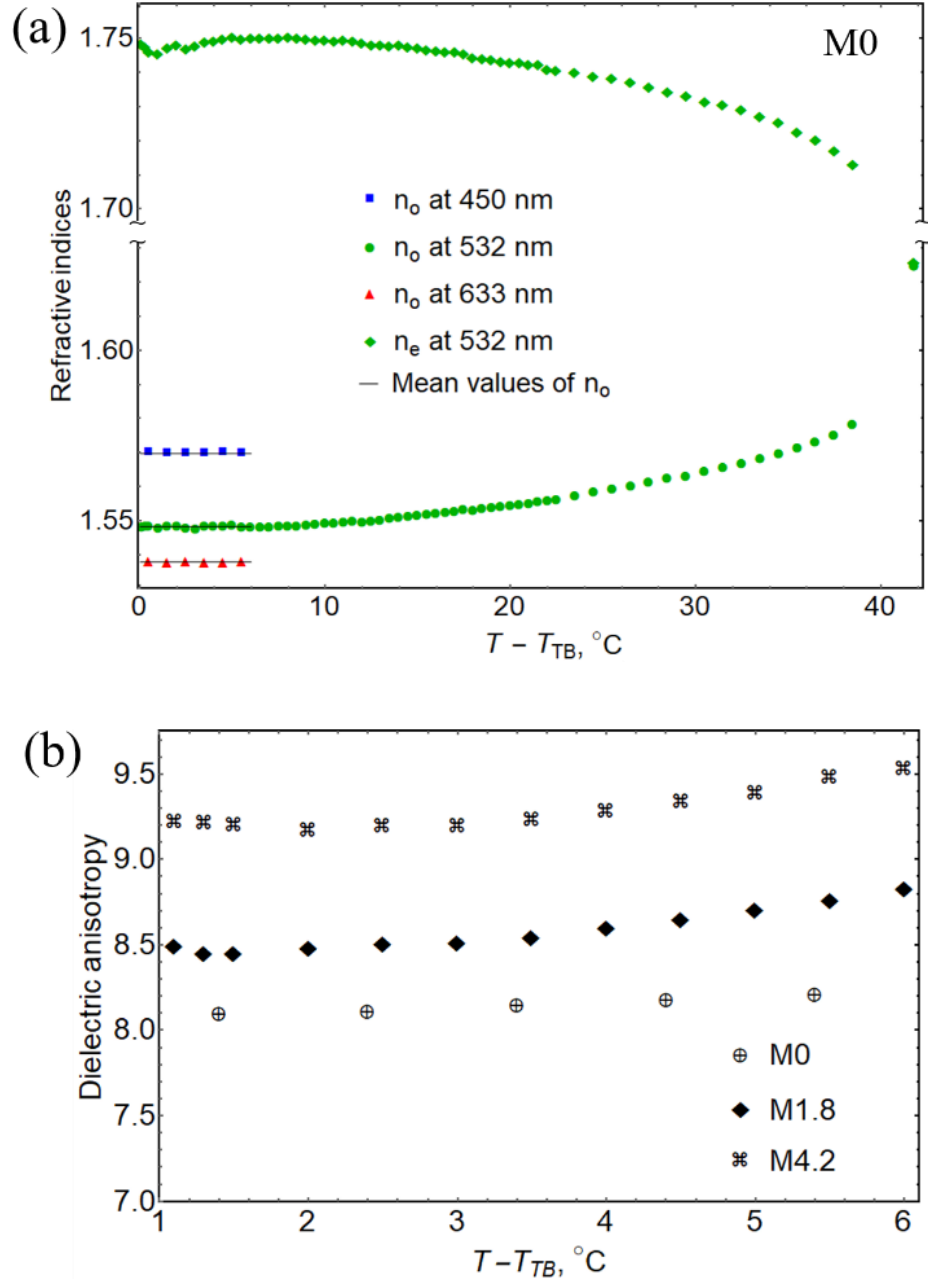 (a)
M0
1.75
1.70
1.60
1.55
Refractive indices
n_o at 450 nm
n_o at 532 nm
n_o at 633 nm
n_e at 532 nm
Mean values of n_o
0 10 20 30 40
T – T_TB, °C
(b)
9.5
9.0
8.5
8.0
7.5
7.0
Dielectric anisotropy
M0
M1.8
M4.2
1 2 3 4 5 6
T–T_TB, °C